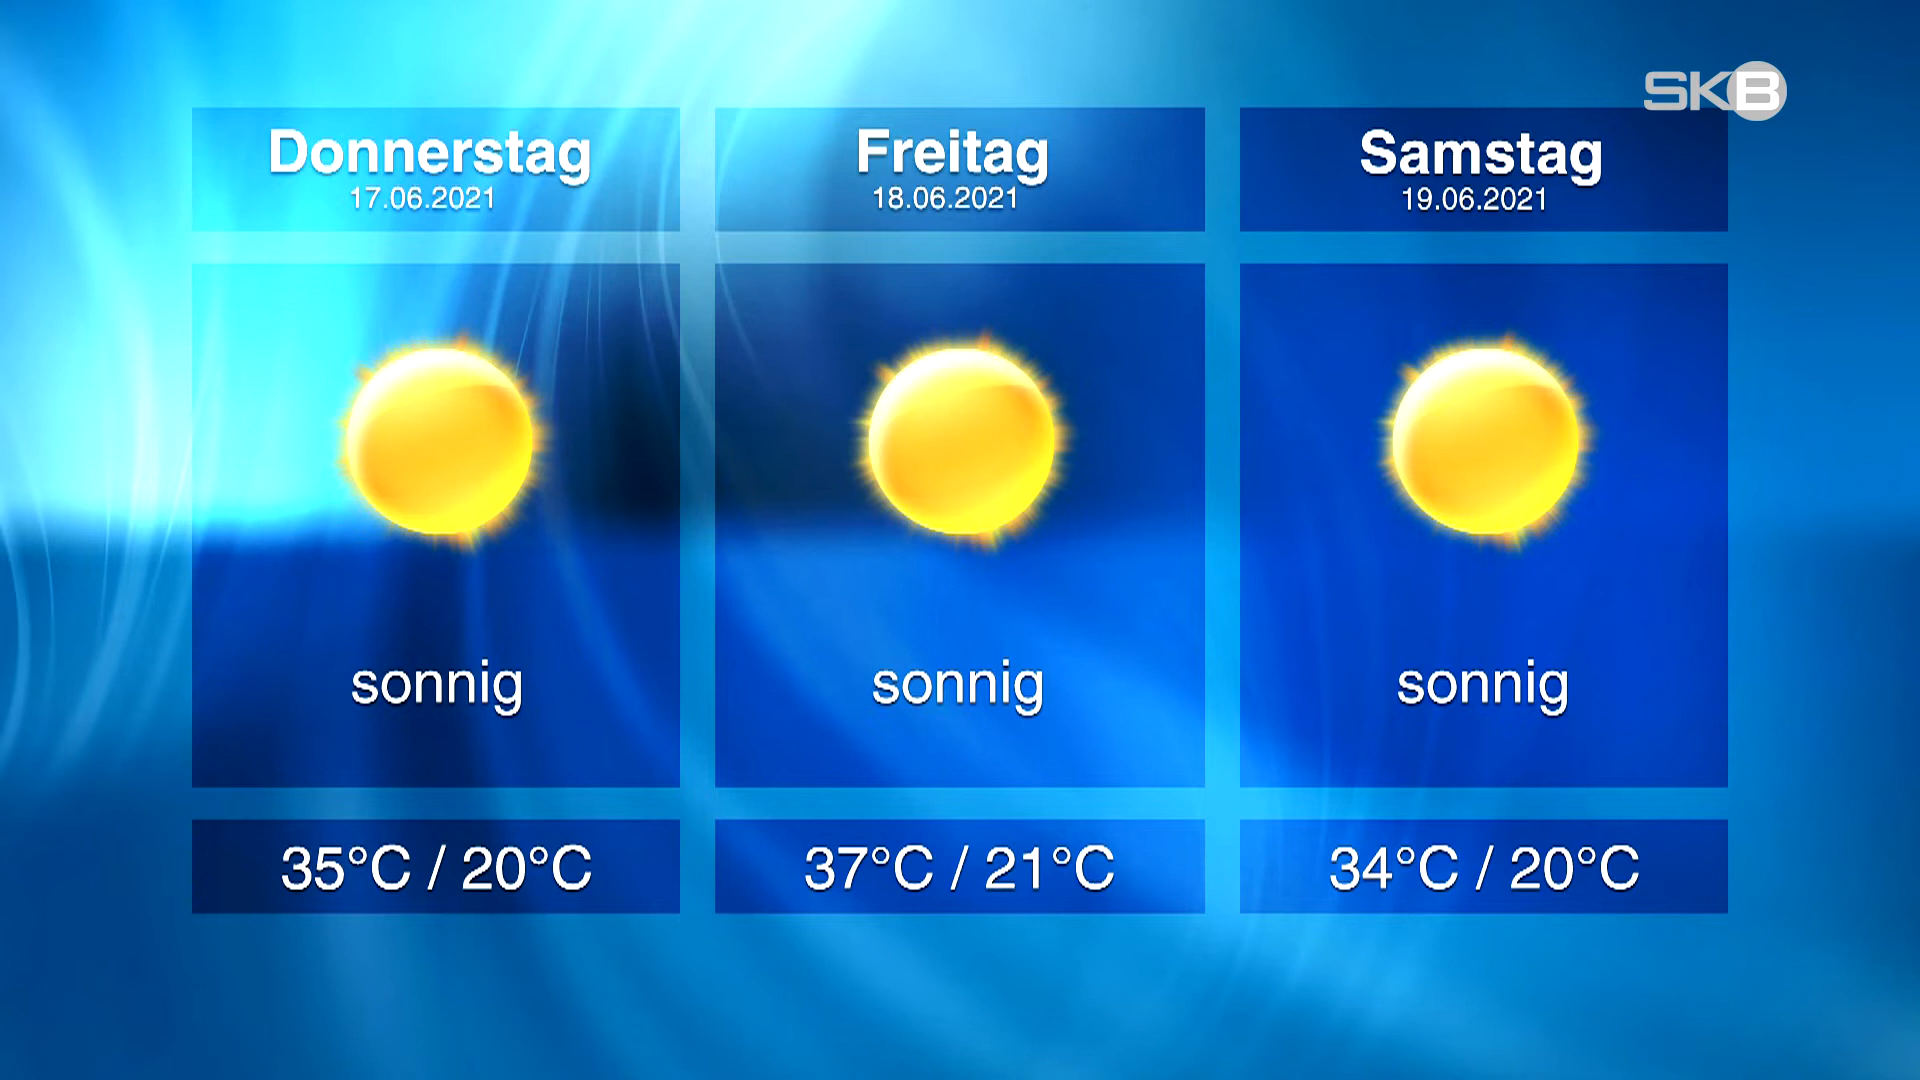 SKB
Donnerstag
17.06.2021
Freitag
18.06.2021
Samstag
19.06.2021
sonnig
sonnig
sonnig
35°C / 20°C
37°C / 21°C
34°C / 20°C